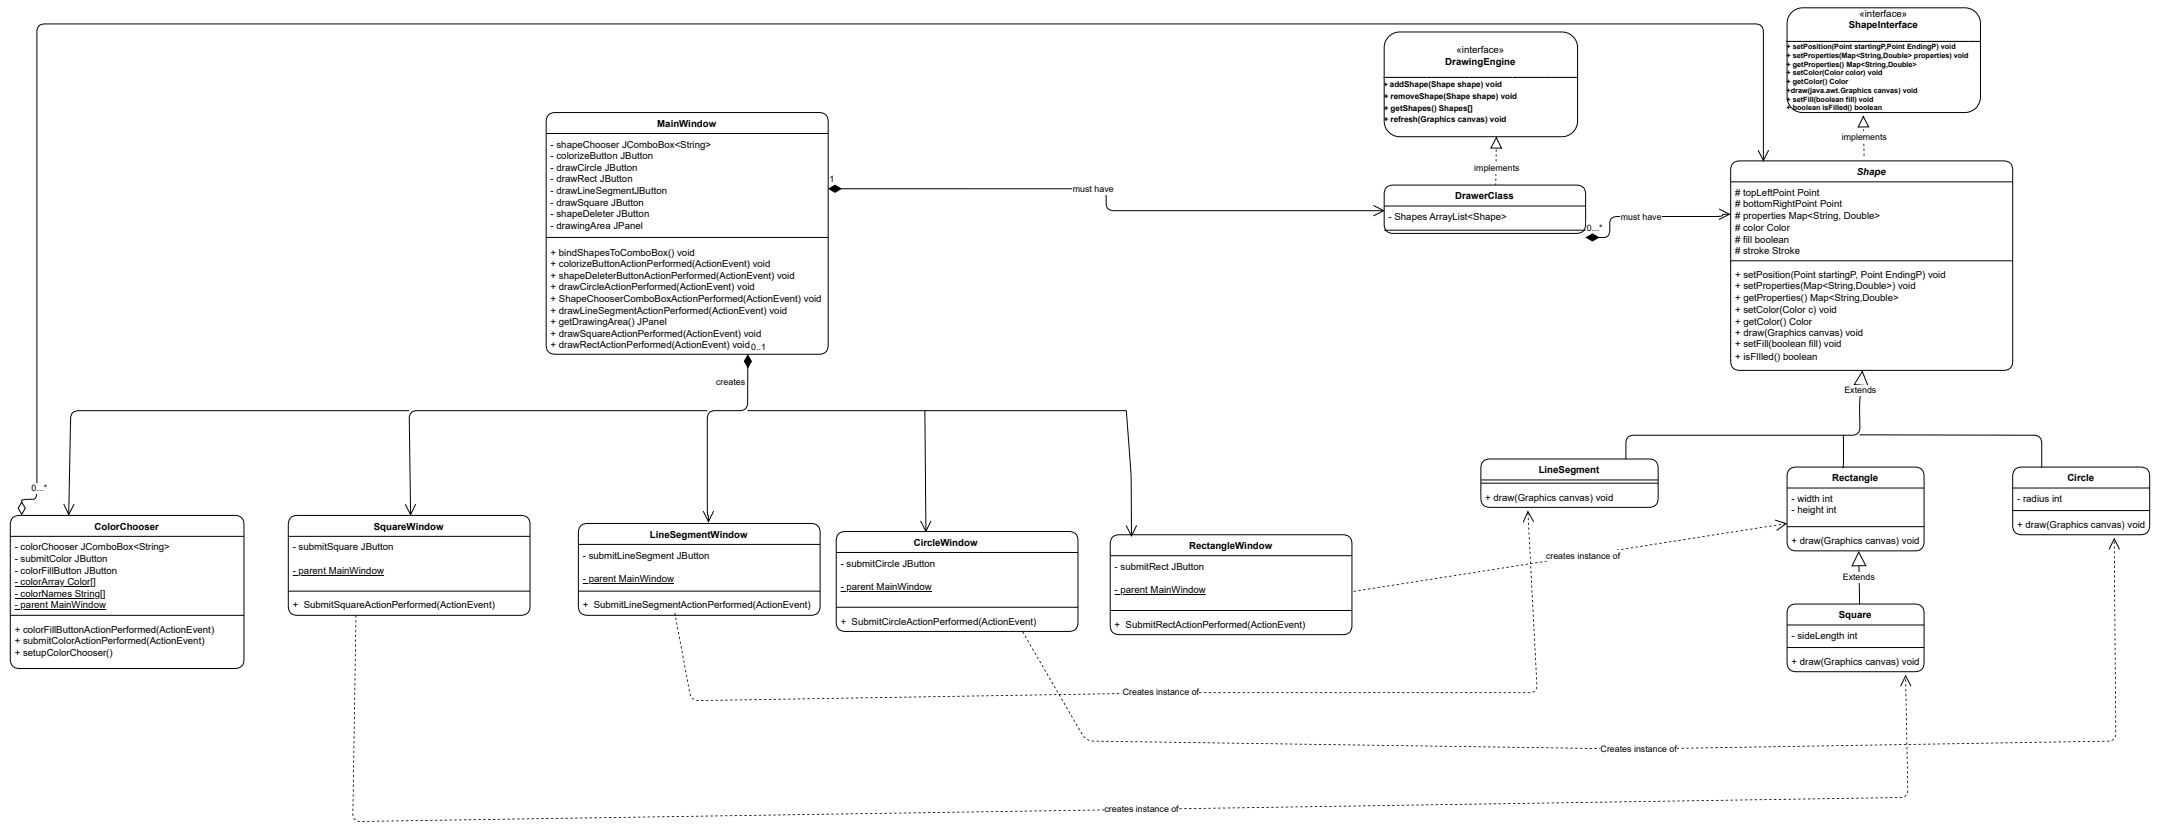 «interface»
ShapeInterface
+ setPosition(Point startingP,Point EndingP) void
+ setProperties(Map<String,Double> properties) void
+ getProperties() Map<String,Double>
+ setColor(Color color) void
+ getColor() Color
+draw(java.awt.Graphics canvas) void
+ setFill(boolean fill) void
+ boolean isFilled() boolean
implements
«interface»
DrawingEngine
+ addShape(Shape shape) void
+ removeShape(Shape shape) void
+ getShapes() Shapes[]
+ refresh(Graphics canvas) void
implements
MainWindow
- shapeChooser JComboBox<String>
- colorizeButton JButton
- drawCircle JButton
- drawRect JButton
- drawLineSegmentJButton
- drawSquare JButton
- shapeDeleter JButton
- drawingArea JPanel
+ bindShapesToComboBox() void
+ colorizeButtonActionPerformed(ActionEvent) void
+ shapeDeleterButtonActionPerformed(ActionEvent) void
+ drawCircleActionPerformed(ActionEvent) void
+ ShapeChooserComboBoxActionPerformed(ActionEvent) void
+ drawLineSegmentActionPerformed(ActionEvent) void
+ getDrawingArea() JPanel
+ drawSquareActionPerformed(ActionEvent) void
+ drawRectActionPerformed(ActionEvent) void
0..1
1
must have
DrawerClass
- Shapes ArrayList<Shape>
0...*
must have
Shape
# topLeftPoint Point
# bottomRightPoint Point
# properties Map<String, Double>
# color Color
# fill boolean
# stroke Stroke
+ setPosition(Point startingP, Point EndingP) void
+ setProperties(Map<String,Double>) void
+ getProperties() Map<String,Double>
+ setColor(Color c) void
+ getColor() Color
+ draw(Graphics canvas) void
+ setFill(boolean fill) void
+ isFIlled() boolean
Extends
creates
0...*
ColorChooser
- colorChooser JComboBox<String>
- submitColor JButton
- colorFillButton JButton
- colorArray Color[]
- colorNames String[]
- parent MainWindow
+ colorFillButtonActionPerformed(ActionEvent)
+ submitColorActionPerformed(ActionEvent)
+ setupColorChooser()
SquareWindow
- submitSquare JButton
- parent MainWindow
+ SubmitSquareActionPerformed(ActionEvent)
LineSegmentWindow
- submitLineSegment JButton
- parent MainWindow
+ SubmitLineSegmentActionPerformed(ActionEvent)
CircleWindow
- submitCircle JButton
- parent MainWindow
+ SubmitCircleActionPerformed(ActionEvent)
RectangleWindow
- submitRect JButton
- parent MainWindow
+ SubmitRectActionPerformed(ActionEvent)
LineSegment
+ draw(Graphics canvas) void
Rectangle
- width int
- height int
+ draw(Graphics canvas) void
Circle
- radius int
+ draw(Graphics canvas) void
creates instance of
Extends
Square
- sideLength int
+ draw(Graphics canvas) void
Creates instance of
Creates instance of
creates instance of